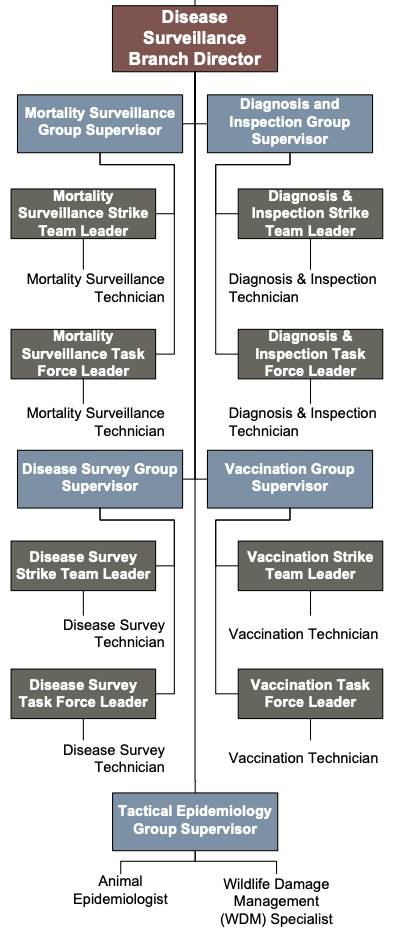 Disease
Surveillance
Branch Director
Mortality Surveillance
Group Supervisor
Diagnosis and
Inspection Group
Supervisor
Mortality
Surveillance Strike
Team Leader
Diagnosis &
Inspection Strike
Team Leader
Mortality Surveillance
Technician
Diagnosis & Inspection
Technician
Mortality
Surveillance Task
Force Leader
Diagnosis &
Inspection Task
Force Leader
Mortality Surveillance
Technician
Diagnosis & Inspection
Technician
Disease Survey Group
Supervisor
Vaccination Group
Supervisor
Disease Survey
Strike Team Leader
Vaccination Strike
Team Leader
Disease Survey
Technician
Vaccination Technician
Disease Survey
Task Force Leader
Vaccination Task
Force Leader
Disease Survey
Technician
Vaccination Technician
Tactical Epidemiology
Group Supervisor
Animal
Epidemiologist
Wildlife Damage
Management
(WDM) Specialist